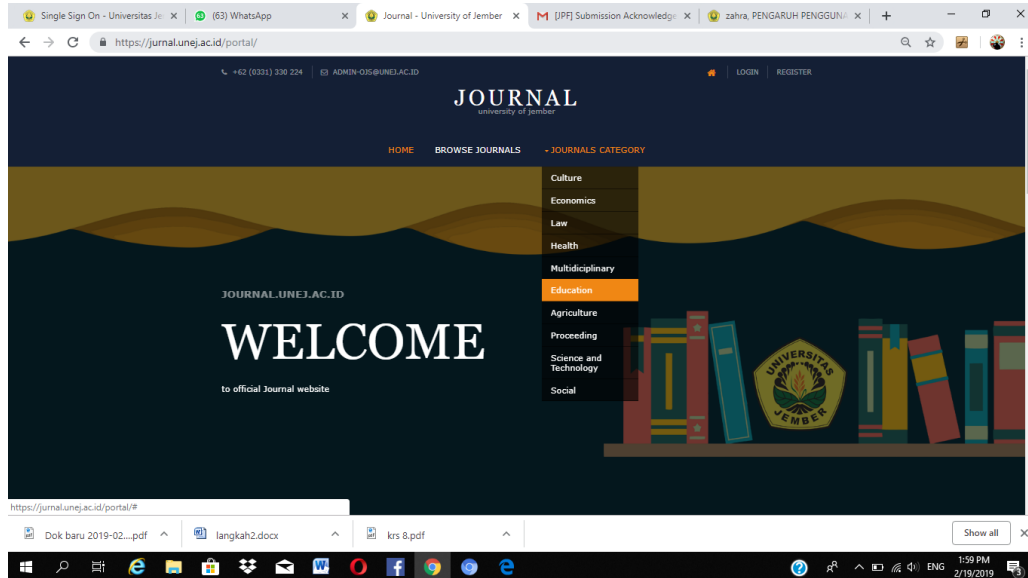 Single Sign On - Universitas Je
(63) WhatsApp
Journal - University of Jember
[JPF] Submission Acknowledge
zahra, PENGARUH PENGGUNA
https://jurnal.unej.ac.id/portal/
+62 (0331) 330 224
ADMIN-OJS@UNEJ.AC.ID
LOGIN
REGISTER
JOURNAL
university of jember
HOME
BROWSE JOURNALS
- JOURNALS CATEGORY
Culture
Economics
Law
Health
Multidiciplinary
Education
Agriculture
Proceeding
Science and
Technology
Social
JOURNAL.UNEJ.AC.ID
WELCOME
to official Journal website
UNIVERSITAS
JEMBER
https://jurnal.unej.ac.id/portal/#
Dok baru 2019-02....pdf
langkah2.docx
krs 8.pdf
Show all
ENG
1:59 PM
2/19/2019
3